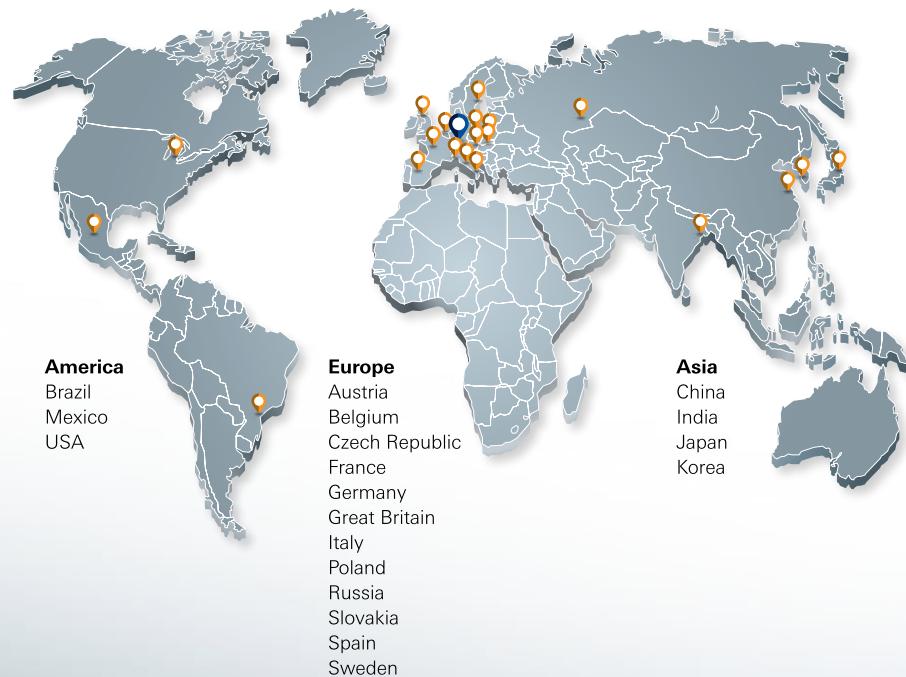 America
Brazil
Mexico
USA
Europe
Austria
Belgium
Czech Republic
France
Germany
Great Britain
Italy
Poland
Russia
Slovakia
Spain
Sweden
Asia
China
India
Japan
Korea